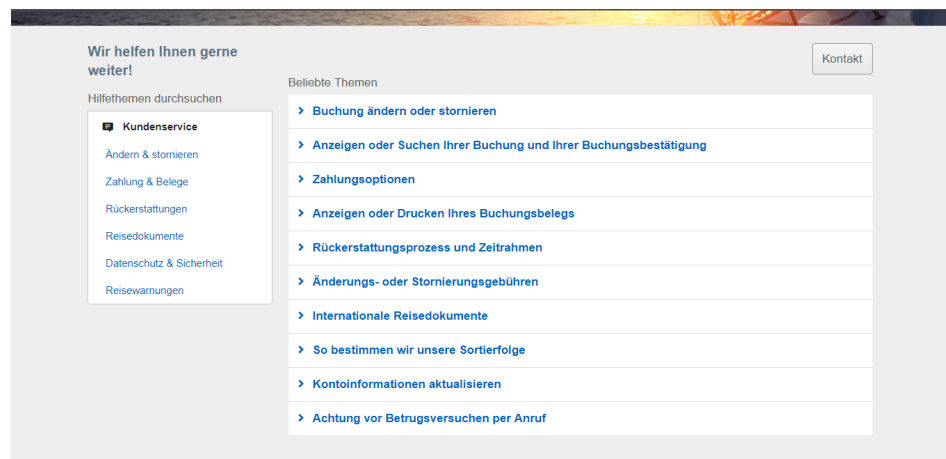 Wir helfen Ihnen gerne
weiter!
Kontakt
Hilfethemen durchsuchen
Kundenservice
Ändern & stornieren
Zahlung & Belege
Rückerstattungen
Reisedokumente
Datenschutz & Sicherheit
Reisewarnungen
Beliebte Themen
Buchung ändern oder stornieren
Anzeigen oder Suchen Ihrer Buchung und Ihrer Buchungsbestätigung
Zahlungsoptionen
Anzeigen oder Drucken Ihres Buchungsbelegs
Rückerstattungsprozess und Zeitrahmen
Änderungs- oder Stornierungsgebühren
Internationale Reisedokumente
So bestimmen wir unsere Sortierfolge
Kontoinformationen aktualisieren
Achtung vor Betrugsversuchen per Anruf